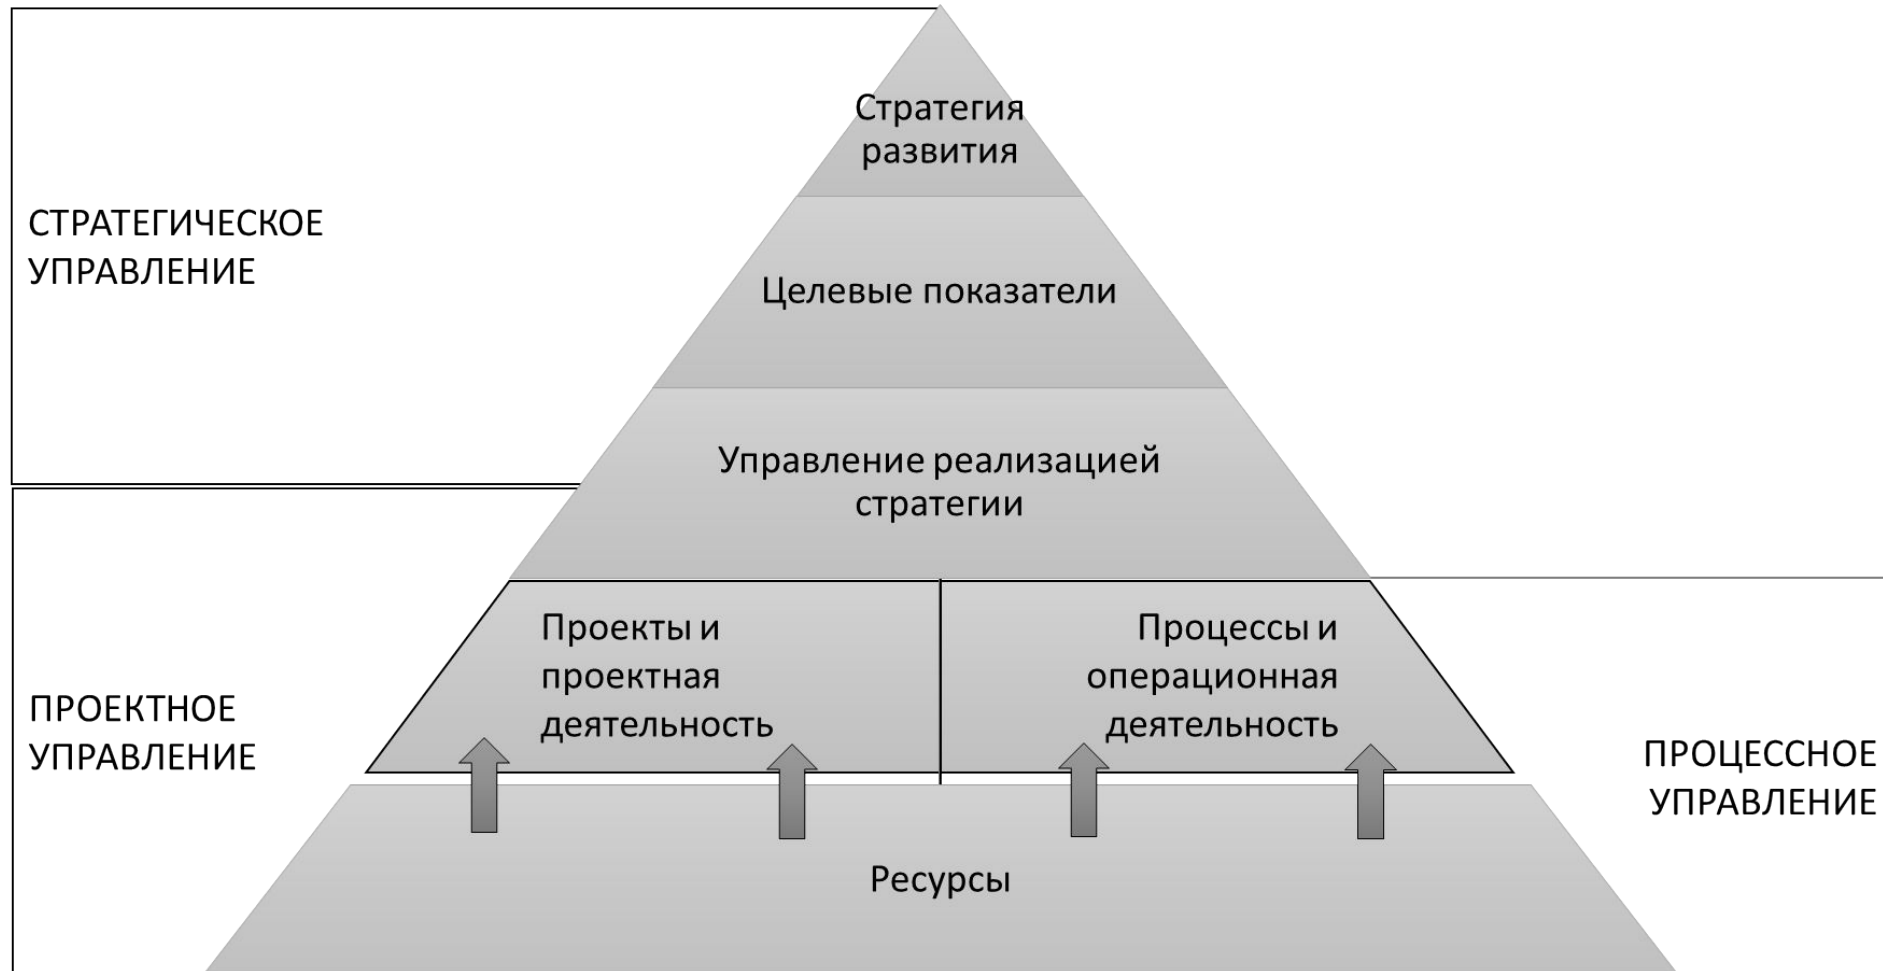 Стратегия
развития
СТРАТЕГИЧЕСКОЕ
УПРАВЛЕНИЕ
Целевые показатели
Управление реализацией
стратегии
Проекты и
проектная
деятельность
Процессы и
операционная
деятельность
ПРОЕКТНОЕ
УПРАВЛЕНИЕ
ПРОЦЕССНОЕ
УПРАВЛЕНИЕ
Ресурсы